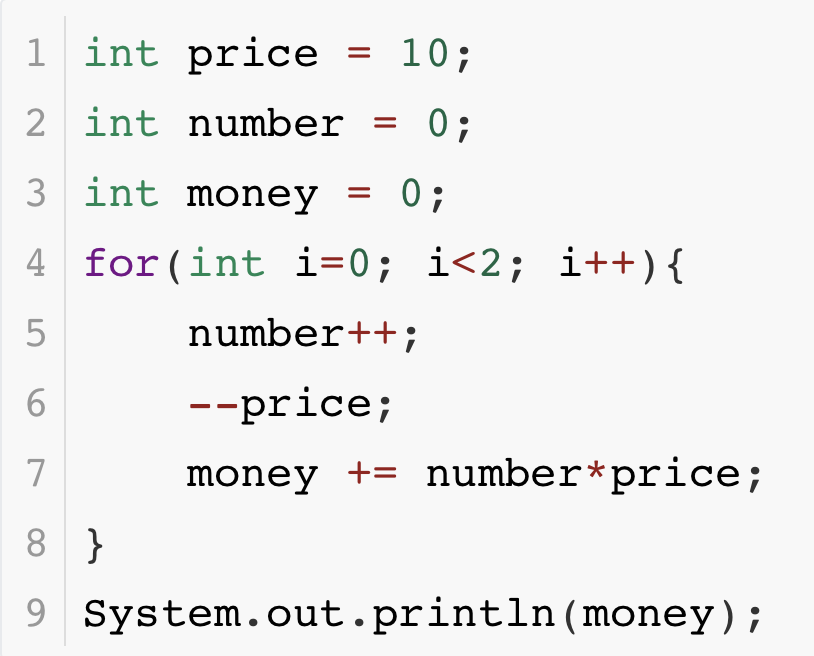 1 int price = 10;
2 int number = 0;
3 int money = 0;
4 for(int i=0; i<2; i++){
5     number++;
6     --price;
7     money += number*price;
8 }
9 System.out.println(money);